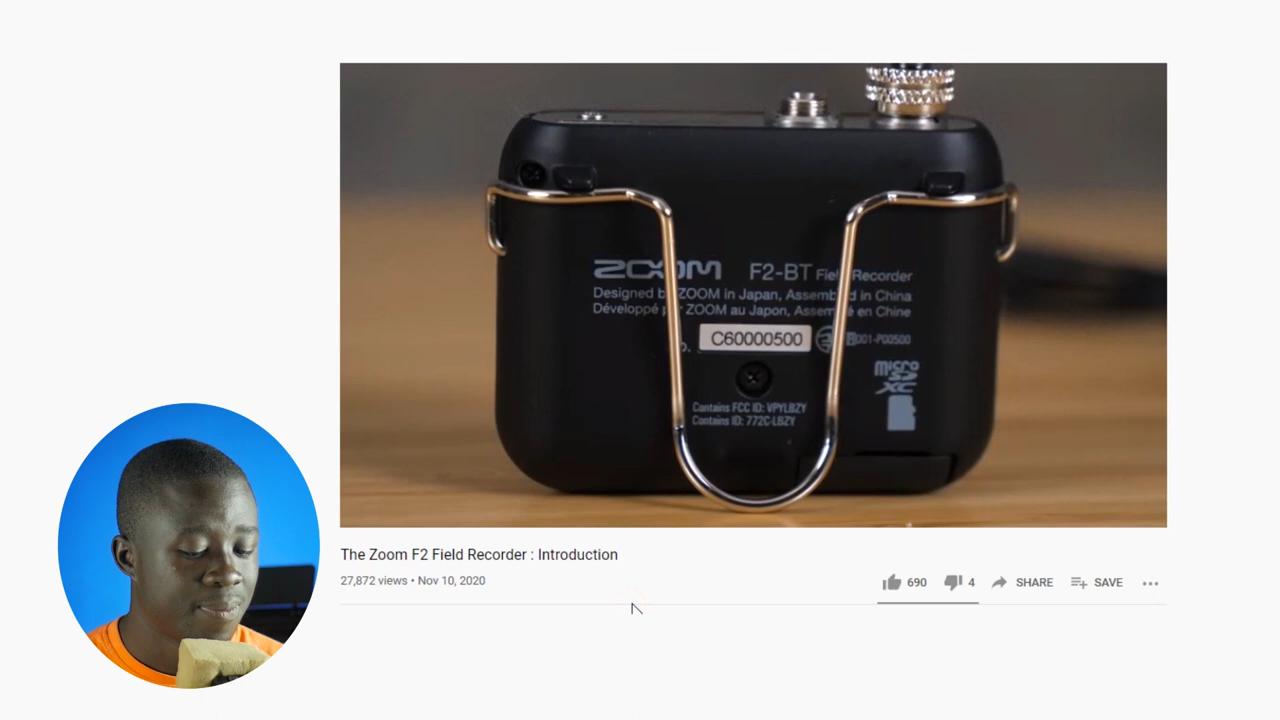 ZOOM F2-BT Field Recorder
Designed by ZOOM in Japan, Assembled in China
Développé par ZOOM au Japon, Assemblé en Chine
C60000500
001-P00500
micro
SD
XC
Contains FCC ID: VPYLBZY
Contains ID: 772C-LBZY
The Zoom F2 Field Recorder : Introduction
27,872 views • Nov 10, 2020
690 4 SHARE SAVE